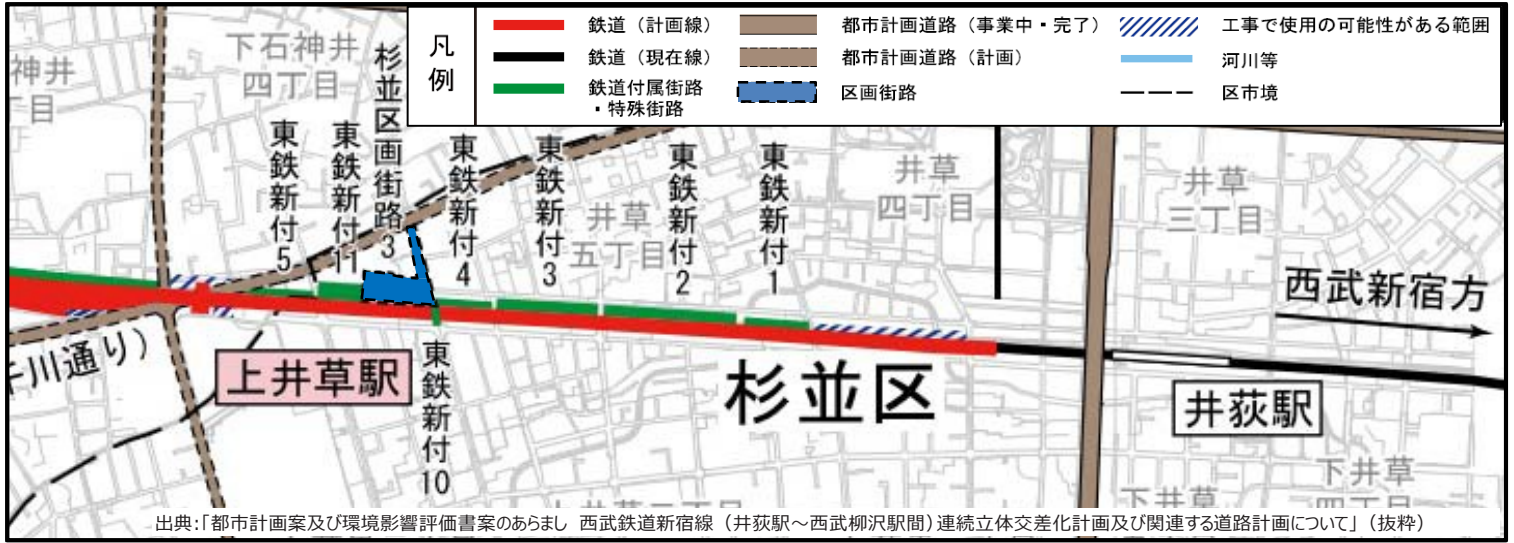 凡例
鉄道(計画線)
鉄道(現在線)
鉄道付属街路
・特殊街路
都市計画道路(事業中・完了)
都市計画道路(計画)
区画街路
工事で使用の可能性がある範囲
河川等
区市境
神井
丁目
下石神井
四丁目
杉並区画街路3
東鉄新付5
東鉄新付11
東鉄新付4
東鉄新付3
東鉄新付2
東鉄新付1
井草
五丁目
井草
四丁目
井草
三丁目
西武新宿方
川通り)
上井草駅
東鉄新付10
杉並区
井荻駅
下井草
四丁目
下井草
上井草二丁目
出典:「都市計画案及び環境影響評価書案のあらまし 西武鉄道新宿線(井荻駅~西武柳沢駅間)連続立体交差化計画及び関連する道路計画について」(抜粋)